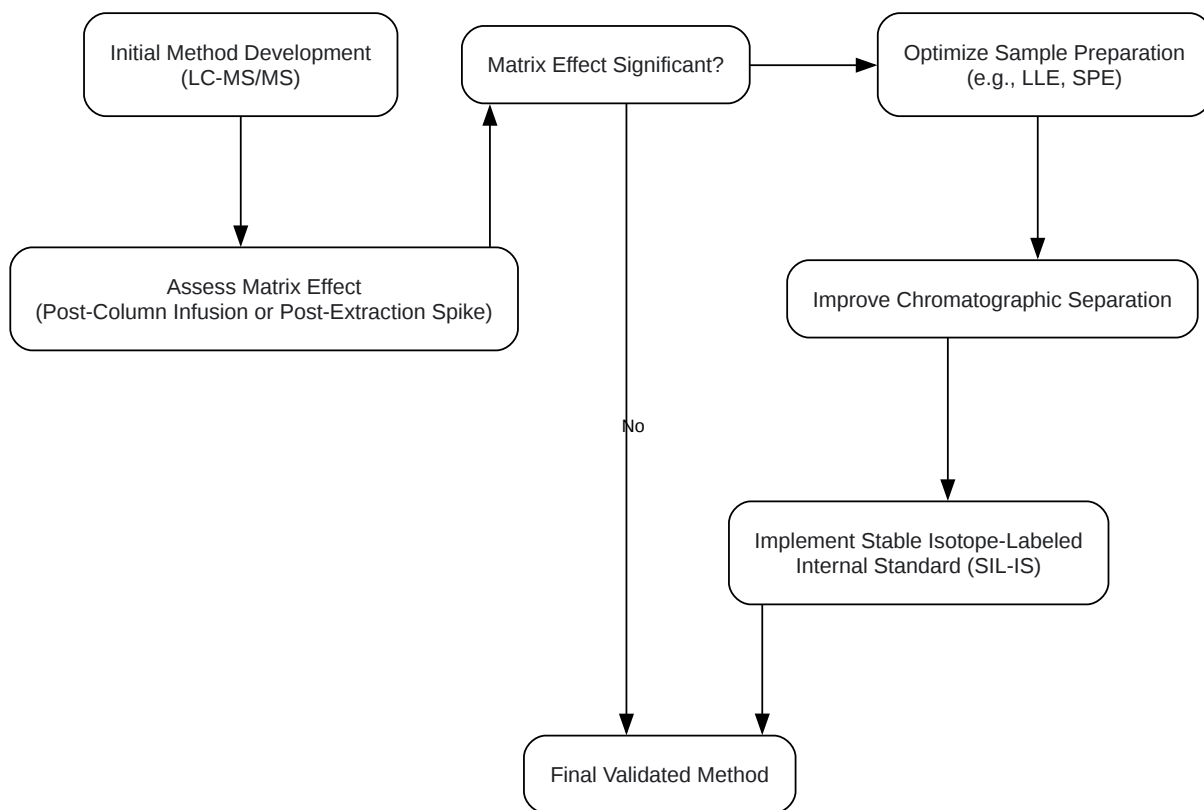 Initial Method Development
(LC-MS/MS)
Matrix Effect Significant?
Optimize Sample Preparation
(e.g., LLE, SPE)
Assess Matrix Effect
(Post-Column Infusion or Post-Extraction Spike)
Improve Chromatographic Separation
No
Implement Stable Isotope-Labeled
Internal Standard (SIL-IS)
Final Validated Method